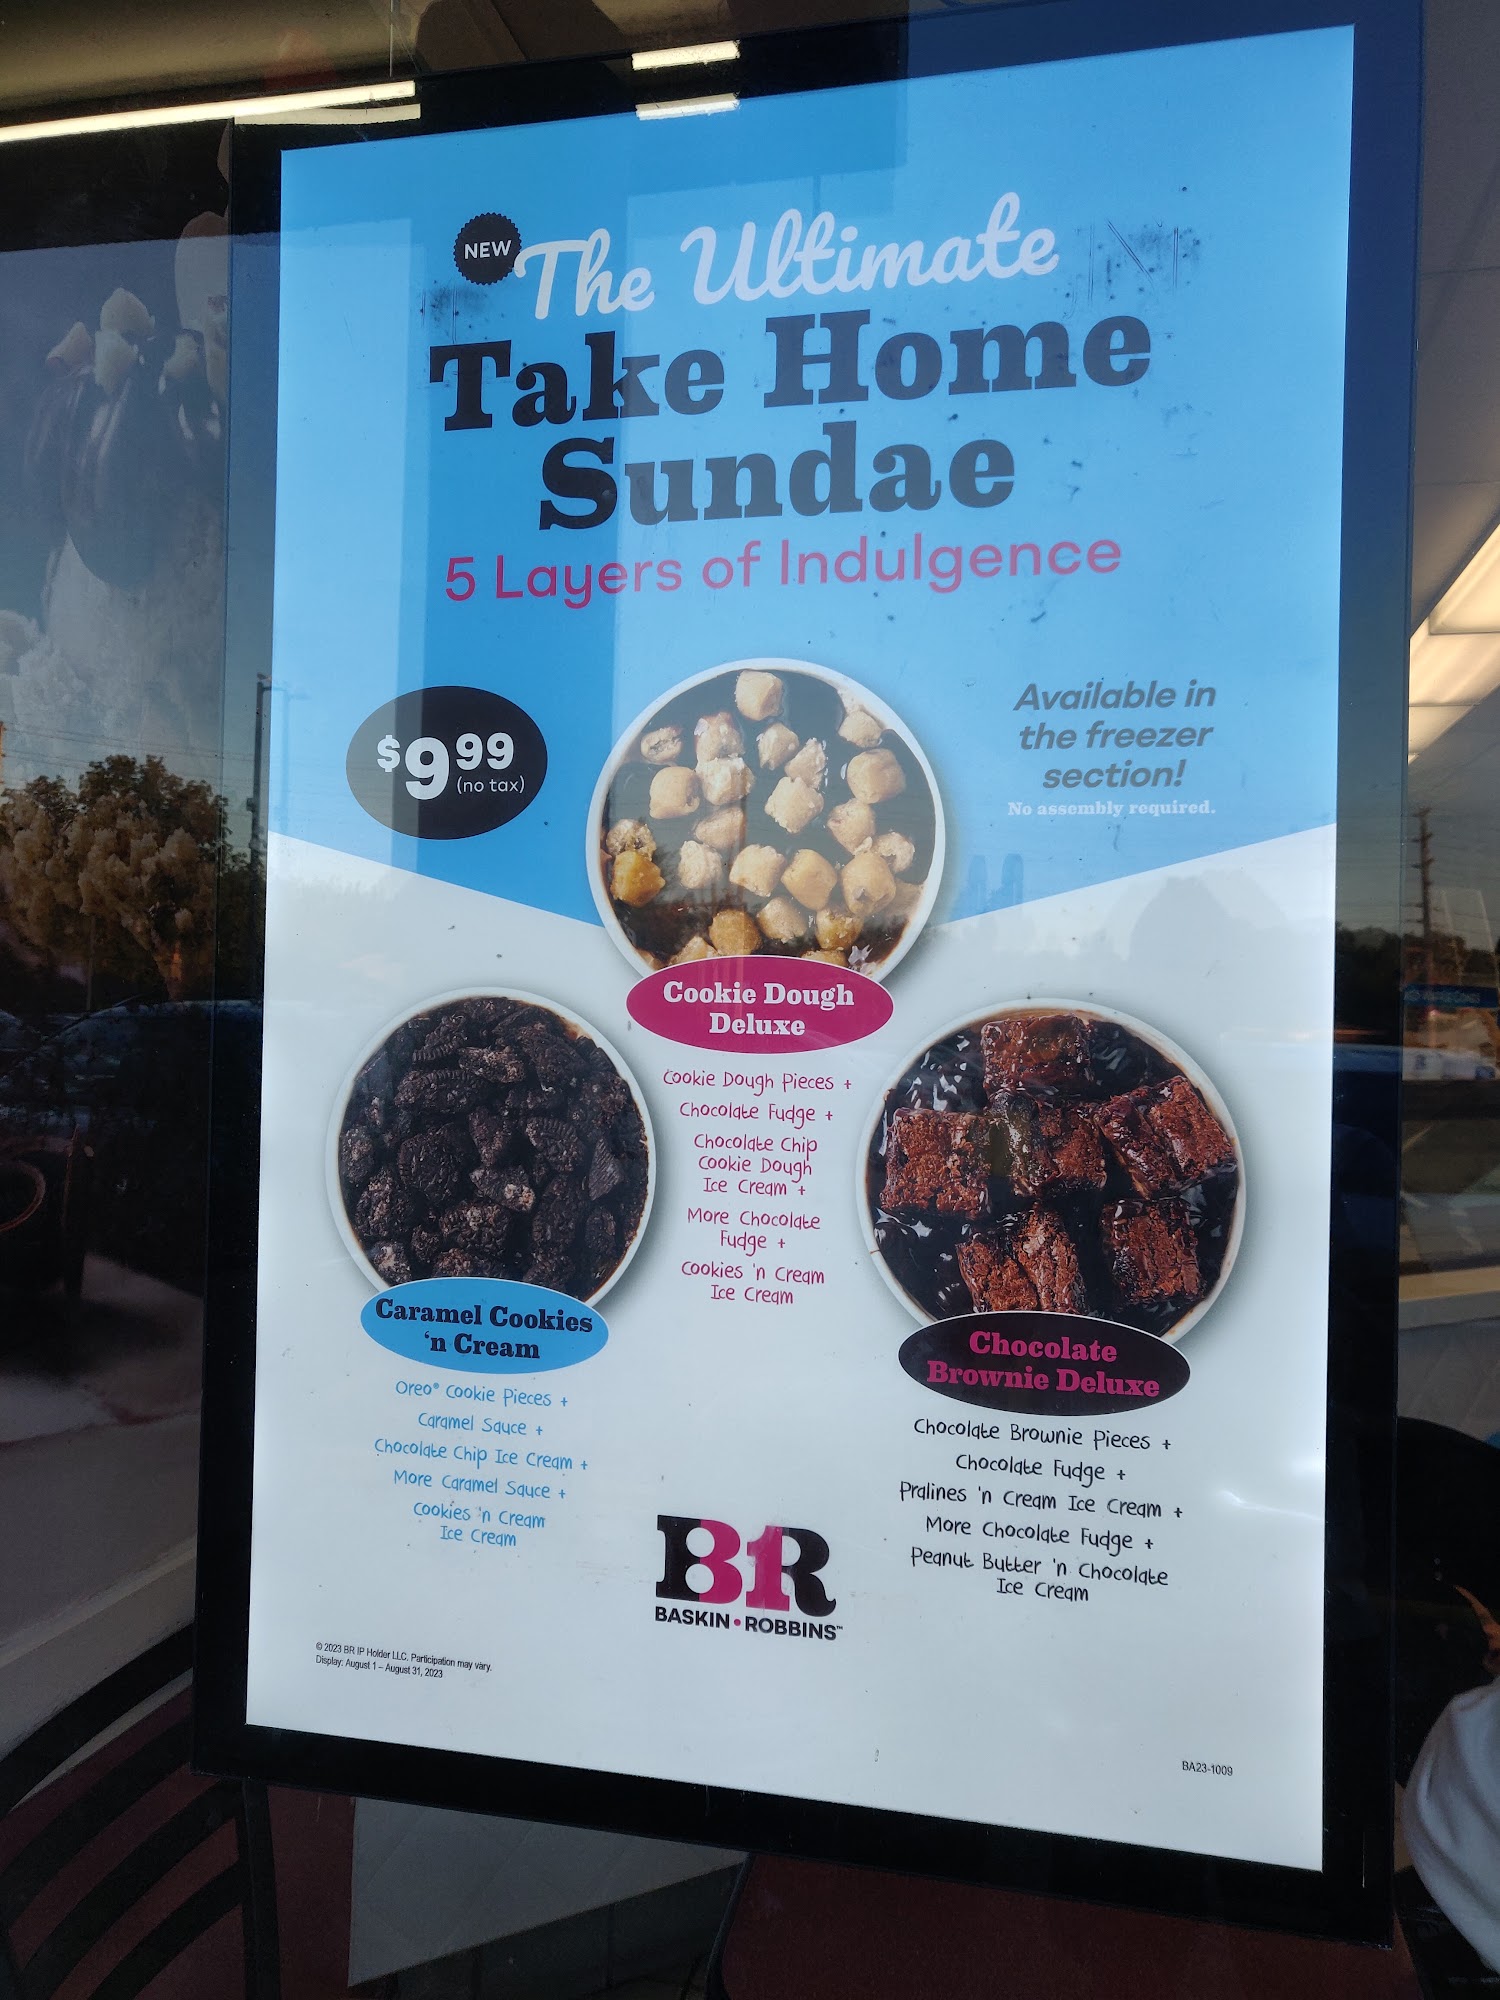 NEW
The Ultimate
Take Home
Sundae
5 Layers of Indulgence
$9.99
(no tax)
Available in
the freezer
section!
No assembly required.
Cookie Dough
Deluxe
Cookie Dough Pieces +
Chocolate Fudge +
Chocolate Chip
Cookie Dough
Ice Cream +
More Chocolate
Fudge +
Cookies 'n Cream
Ice Cream
Caramel Cookies
'n Cream
Oreo® Cookie Pieces +
Caramel Sauce +
Chocolate Chip Ice Cream +
More Caramel Sauce +
Cookies 'n Cream
Ice Cream
Chocolate
Brownie Deluxe
Chocolate Brownie Pieces +
Chocolate Fudge +
Pralines 'n Cream Ice Cream +
More Chocolate Fudge +
Peanut Butter 'n Chocolate
Ice Cream
BR
BASKIN•ROBBINS™
© 2023 BR IP Holder LLC. Participation may vary.
Display: August 1 – August 31, 2023
BA23-1009